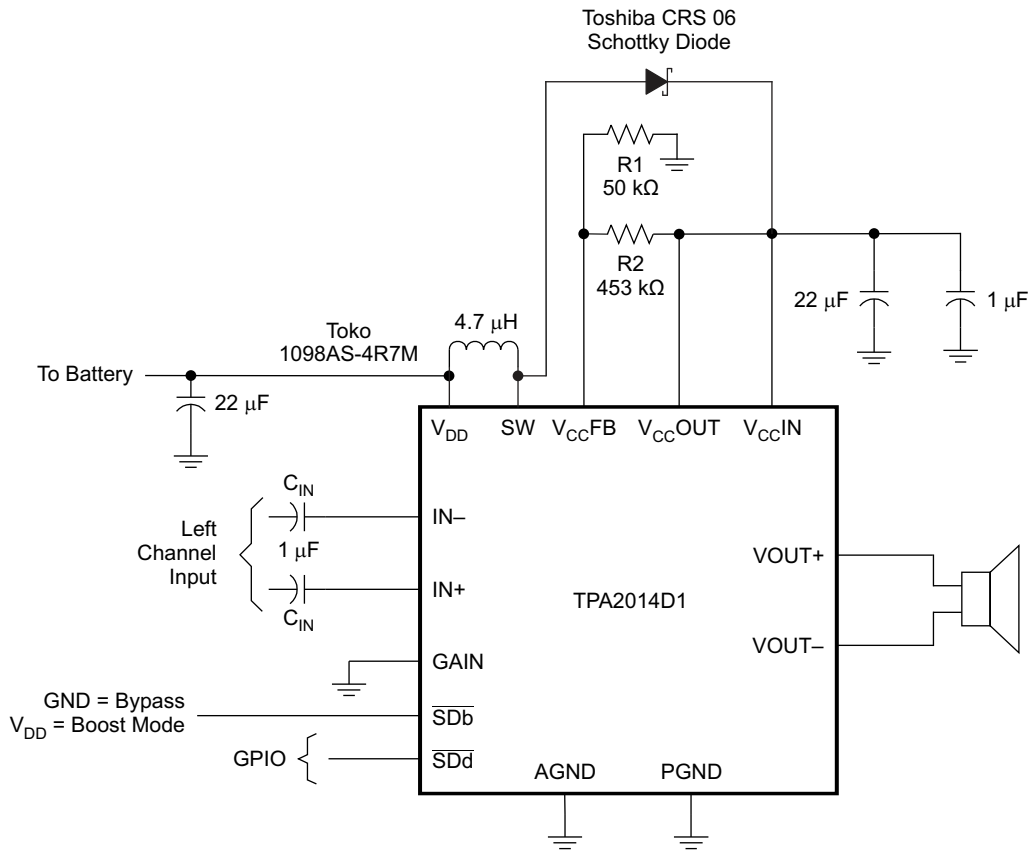 Toshiba CRS 06
Schottky Diode
R1
50 kΩ
R2
453 kΩ
22 μF
1 μF
4.7 μH
Toko
1098AS-4R7M
To Battery
22 μF
VDD
SW
VCCFB
VCCOUT
VCCIN
CIN
IN–
Left
Channel
Input
1 μF
IN+
CIN
VOUT+
TPA2014D1
VOUT–
GAIN
GND = Bypass
VDD = Boost Mode
SDb
GPIO
SDd
AGND
PGND